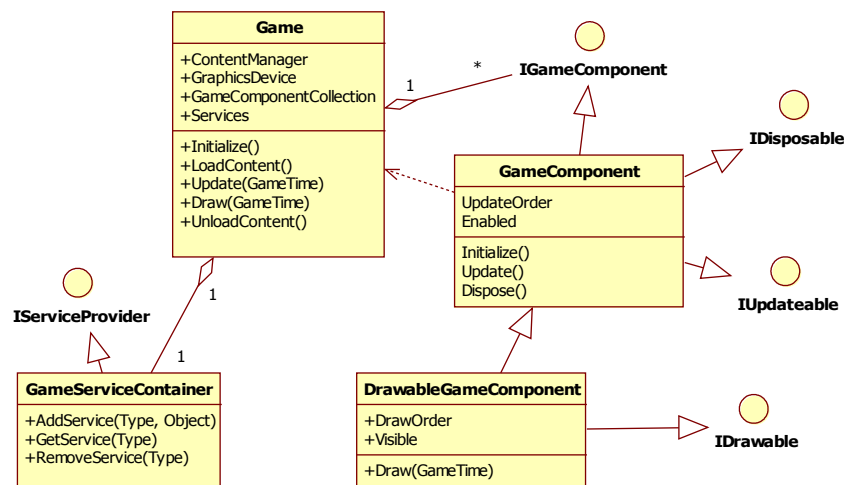 Game
+ContentManager
+GraphicsDevice
+GameComponentCollection
+Services
+Initialize()
+LoadContent()
+Update(GameTime)
+Draw(GameTime)
+UnloadContent()
1
*
IGameComponent
IDisposable
GameComponent
UpdateOrder
Enabled
Initialize()
Update()
Dispose()
IUpdateable
1
1
IServiceProvider
GameServiceContainer
+AddService(Type, Object)
+GetService(Type)
+RemoveService(Type)
DrawableGameComponent
+DrawOrder
+Visible
+Draw(GameTime)
IDrawable